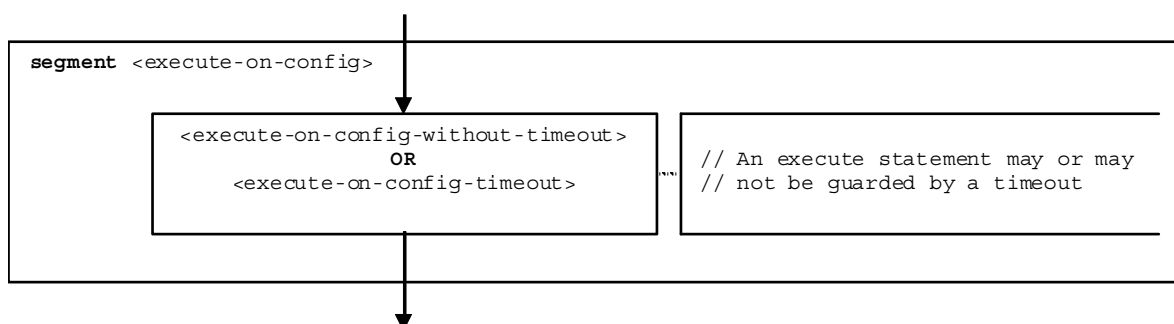 segment <execute-on-config>
<execute-on-config-without-timeout>
OR
<execute-on-config-timeout>
// An execute statement may or may
// not be guarded by a timeout